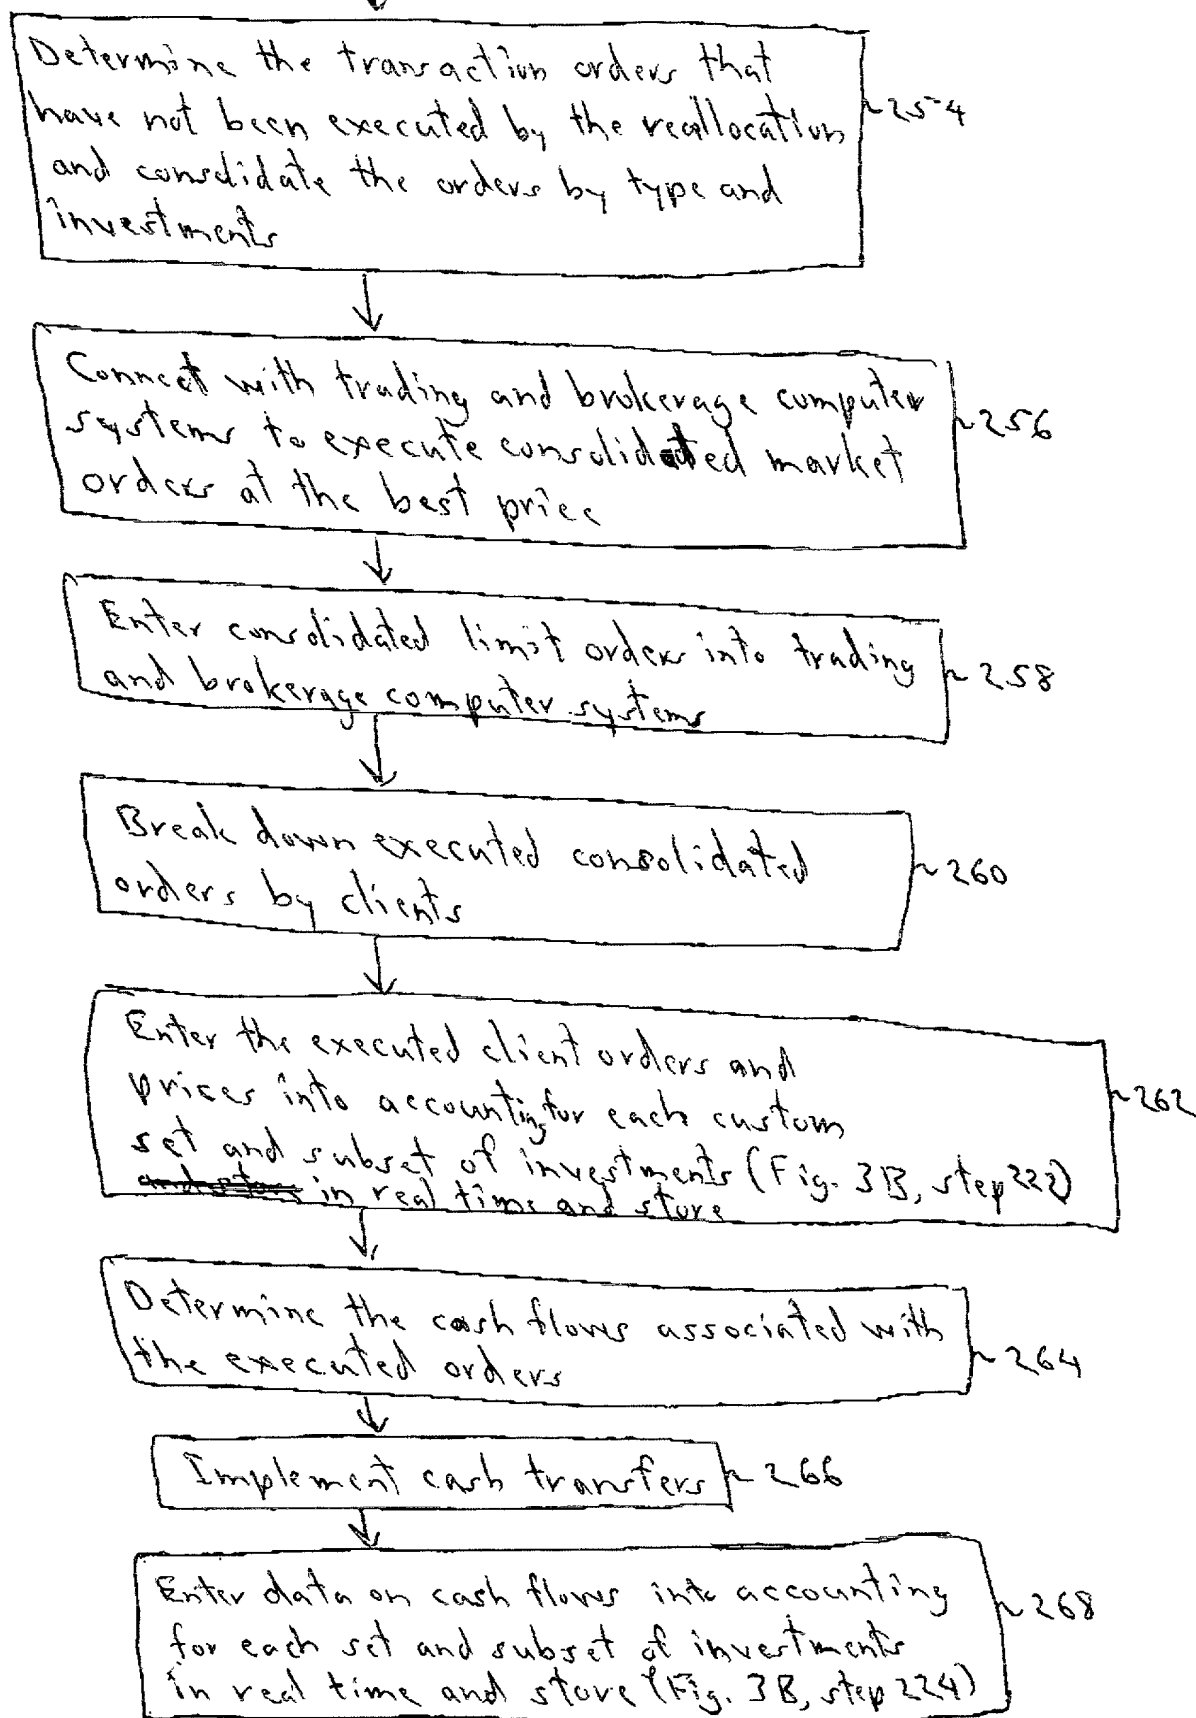 Determine the transaction orders that
have not been executed by the reallocation
and consolidate the orders by type and
investments
~254
Connect with trading and brokerage computer
systems to execute consolidated market
orders at the best price
~256
Enter consolidated limit orders into trading
and brokerage computer systems
~258
Break down executed consolidated
orders by clients
~260
Enter the executed client orders and
prices into accounting for each custom
set and subset of investments (Fig. 3B, step 222)
in real time and store
~262
Determine the cash flows associated with
the executed orders
~264
Implement cash transfers
~266
Enter data on cash flows into accounting
for each set and subset of investments
in real time and store (Fig. 3B, step 224)
~268